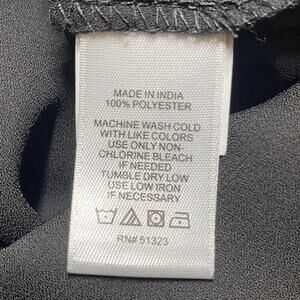 MADE IN INDIA
100% POLYESTER
MACHINE WASH COLD
WITH LIKE COLORS
USE ONLY NON-
CHLORINE BLEACH
IF NEEDED
TUMBLE DRY LOW
USE LOW IRON
IF NECESSARY
RN# 51323